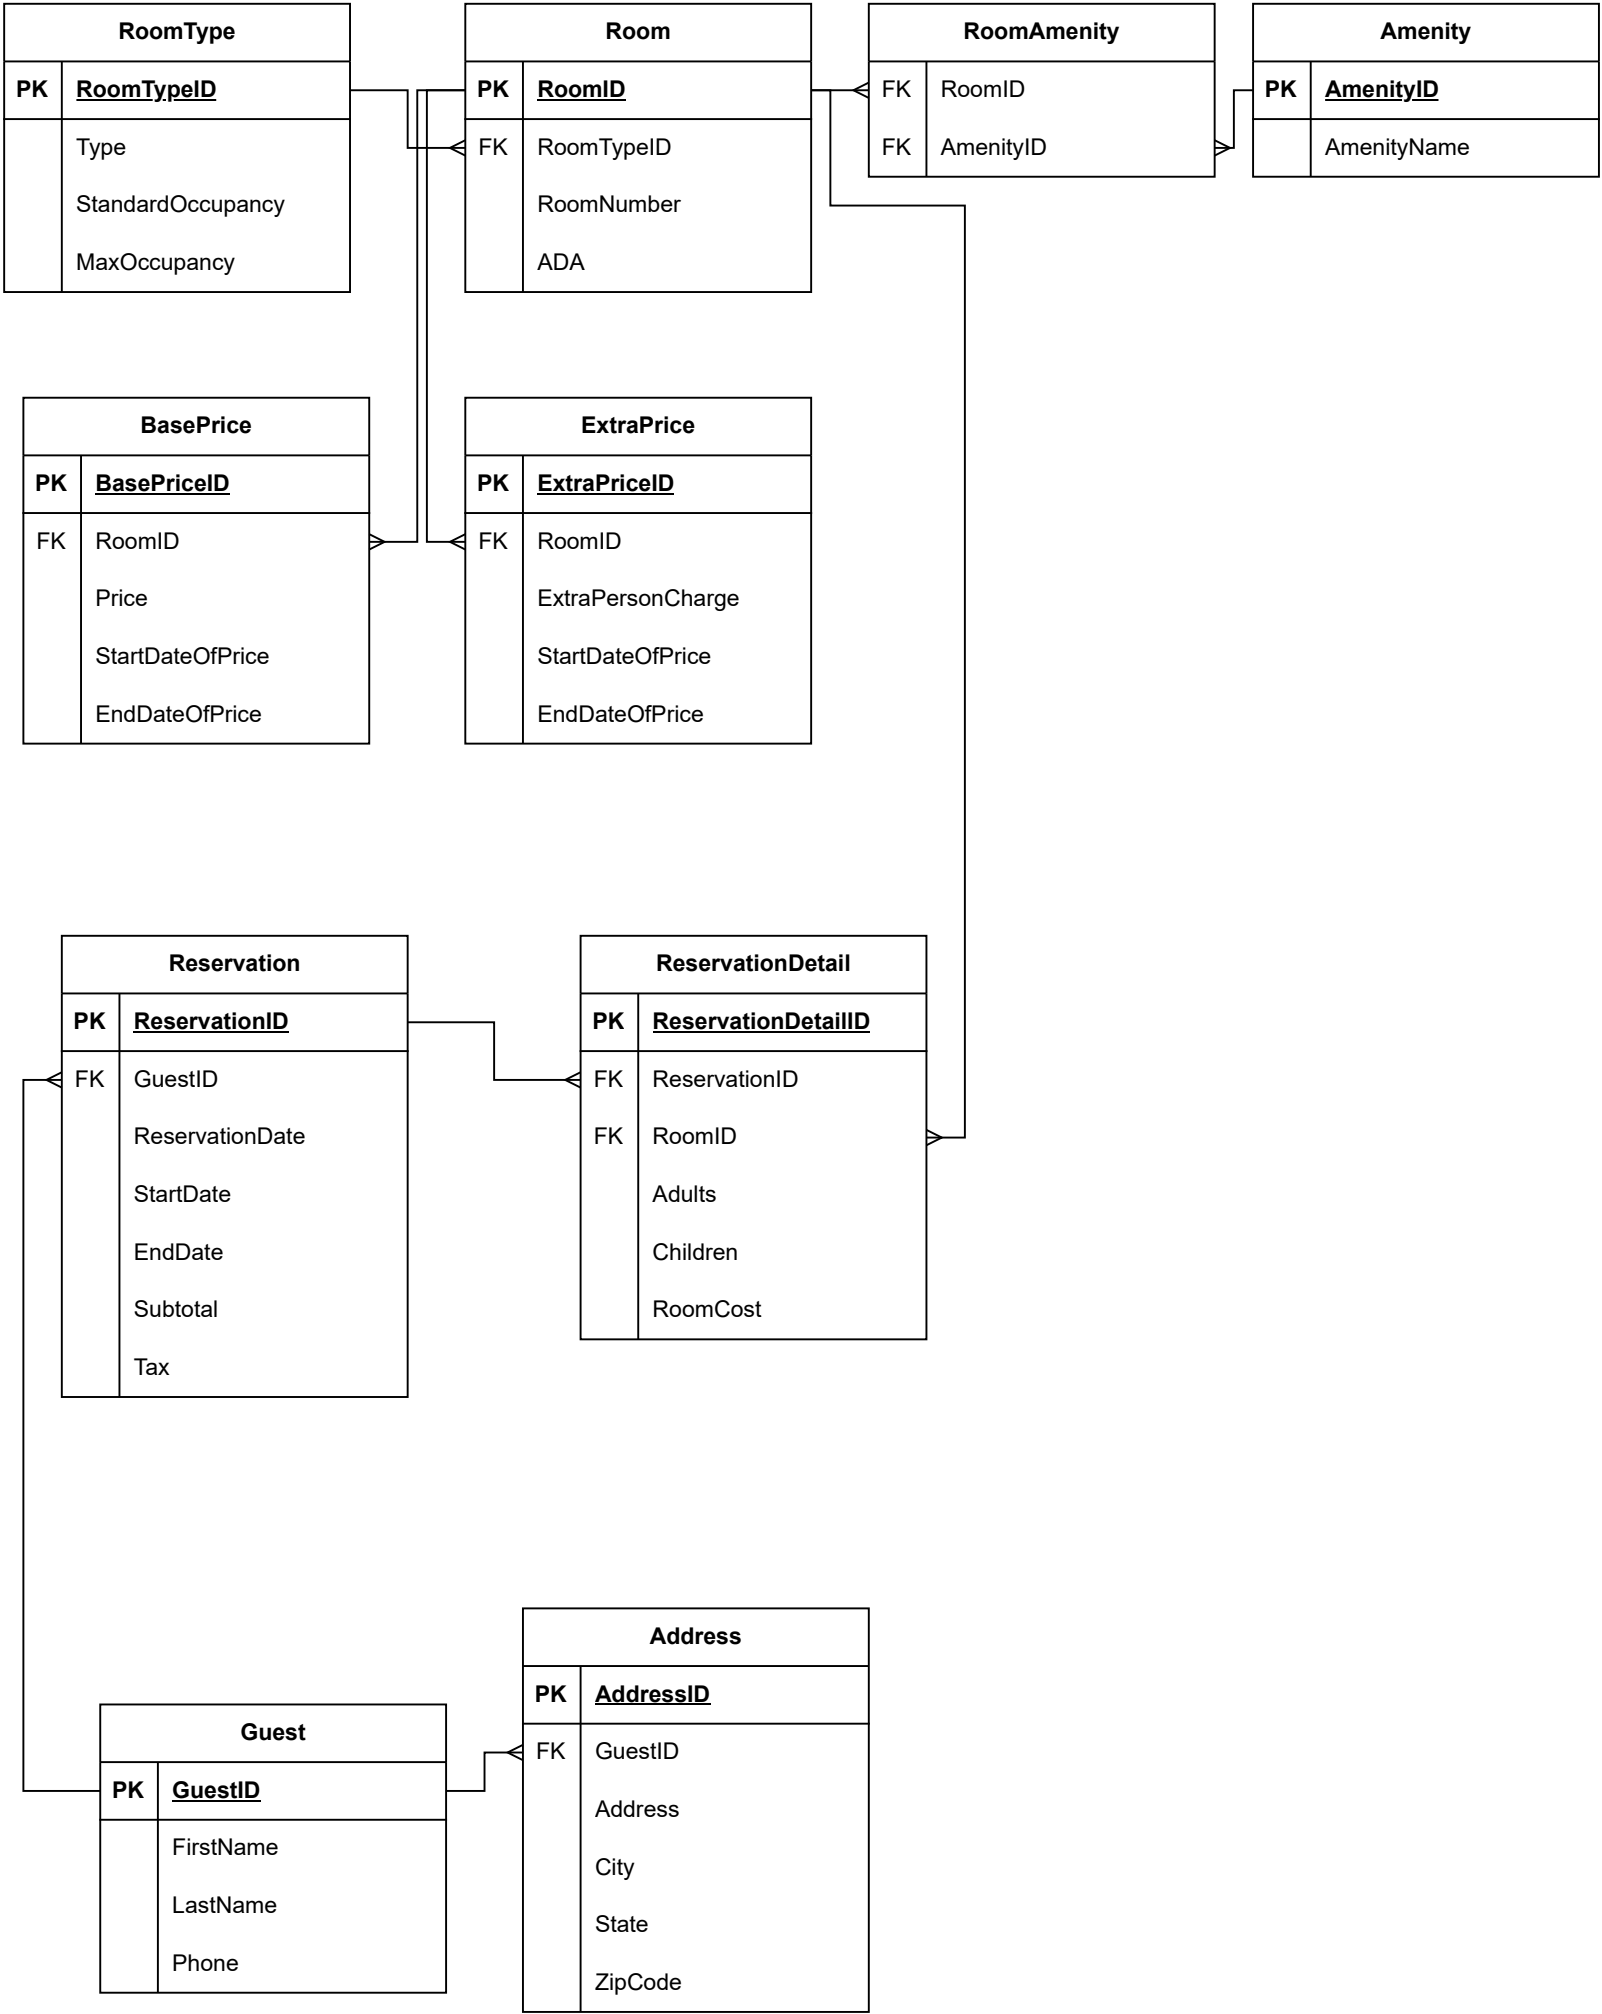 RoomType
PK RoomTypeID
Type
StandardOccupancy
MaxOccupancy
Room
PK RoomID
FK RoomTypeID
RoomNumber
ADA
RoomAmenity
FK RoomID
FK AmenityID
Amenity
PK AmenityID
AmenityName
BasePrice
PK BasePriceID
FK RoomID
Price
StartDateOfPrice
EndDateOfPrice
ExtraPrice
PK ExtraPriceID
FK RoomID
ExtraPersonCharge
StartDateOfPrice
EndDateOfPrice
Reservation
PK ReservationID
FK GuestID
ReservationDate
StartDate
EndDate
Subtotal
Tax
ReservationDetail
PK ReservationDetailID
FK ReservationID
FK RoomID
Adults
Children
RoomCost
Guest
PK GuestID
FirstName
LastName
Phone
Address
PK AddressID
FK GuestID
Address
City
State
ZipCode